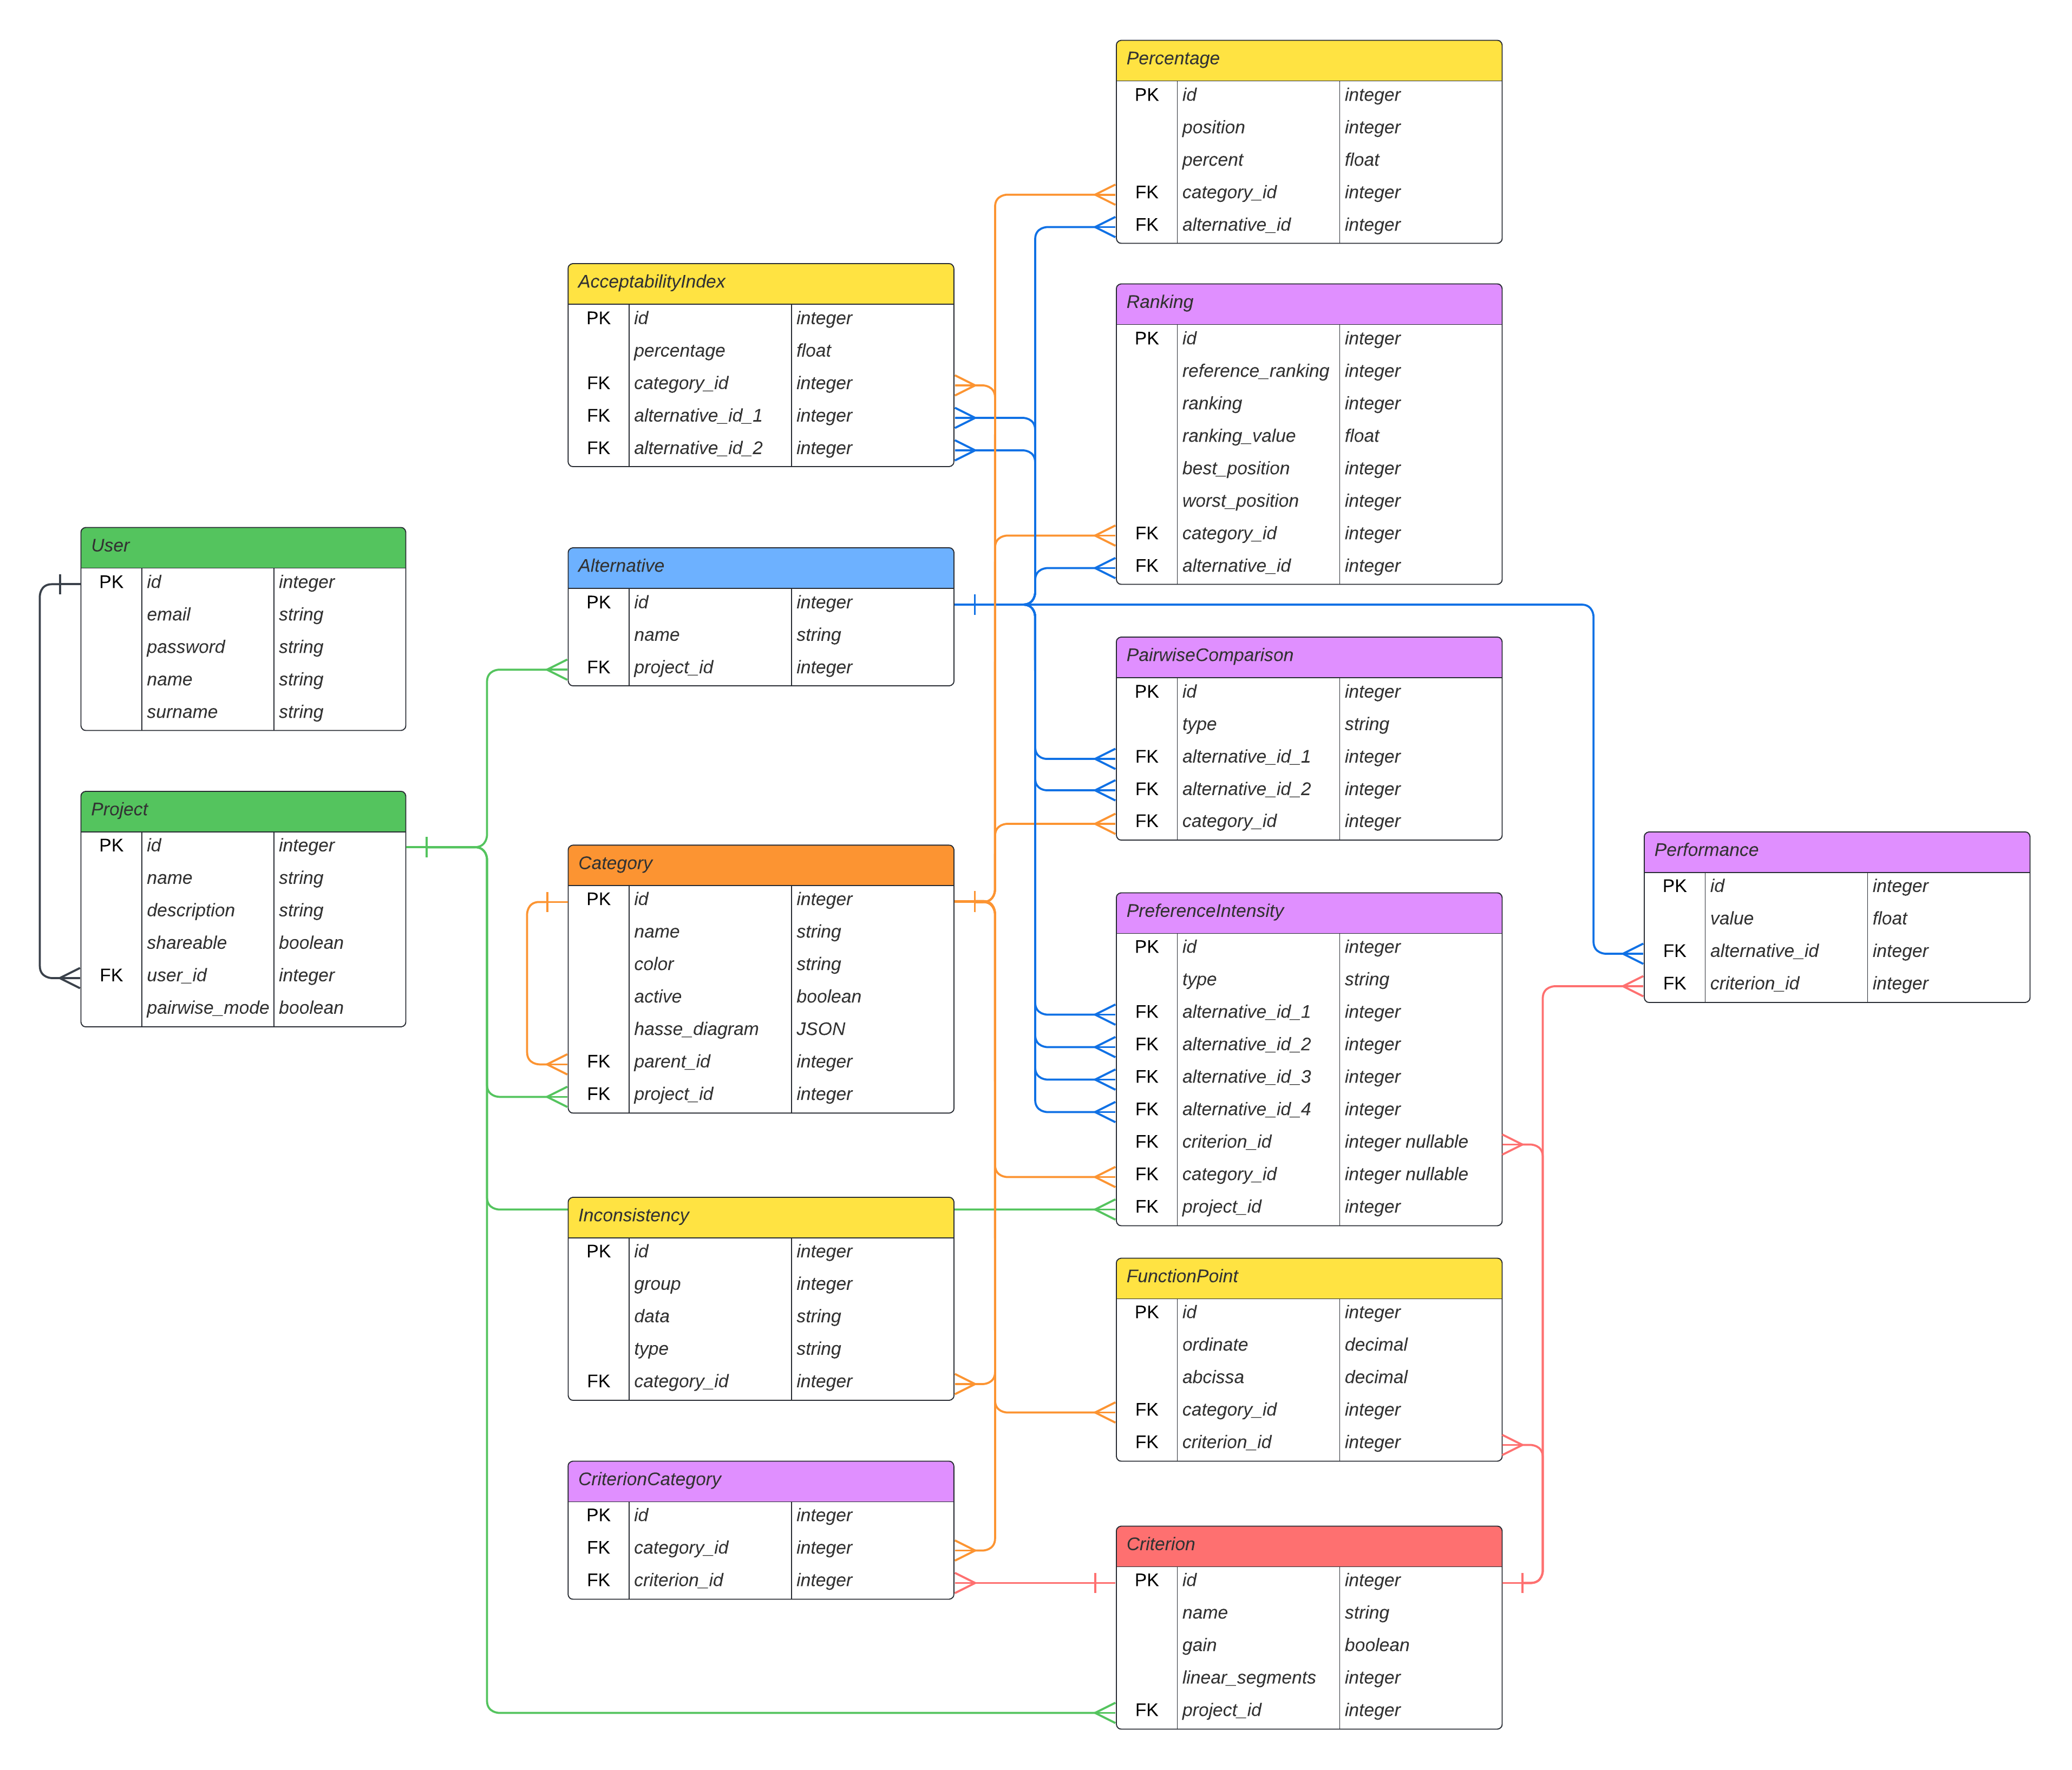 User
PK id integer
email string
password string
name string
surname string
Project
PK id integer
name string
description string
shareable boolean
FK user_id integer
pairwise_mode boolean
AcceptabilityIndex
PK id integer
percentage float
FK category_id integer
FK alternative_id_1 integer
FK alternative_id_2 integer
Alternative
PK id integer
name string
FK project_id integer
Category
PK id integer
name string
color string
active boolean
hasse_diagram JSON
FK parent_id integer
FK project_id integer
Inconsistency
PK id integer
group integer
data string
type string
FK category_id integer
CriterionCategory
PK id integer
FK category_id integer
FK criterion_id integer
Percentage
PK id integer
position integer
percent float
FK category_id integer
FK alternative_id integer
Ranking
PK id integer
reference_ranking integer
ranking integer
ranking_value float
best_position integer
worst_position integer
FK category_id integer
FK alternative_id integer
PairwiseComparison
PK id integer
type string
FK alternative_id_1 integer
FK alternative_id_2 integer
FK category_id integer
PreferenceIntensity
PK id integer
type string
FK alternative_id_1 integer
FK alternative_id_2 integer
FK alternative_id_3 integer
FK alternative_id_4 integer
FK criterion_id integer nullable
FK category_id integer nullable
FK project_id integer
FunctionPoint
PK id integer
ordinate decimal
abcissa decimal
FK category_id integer
FK criterion_id integer
Criterion
PK id integer
name string
gain boolean
linear_segments integer
FK project_id integer
Performance
PK id integer
value float
FK alternative_id integer
FK criterion_id integer